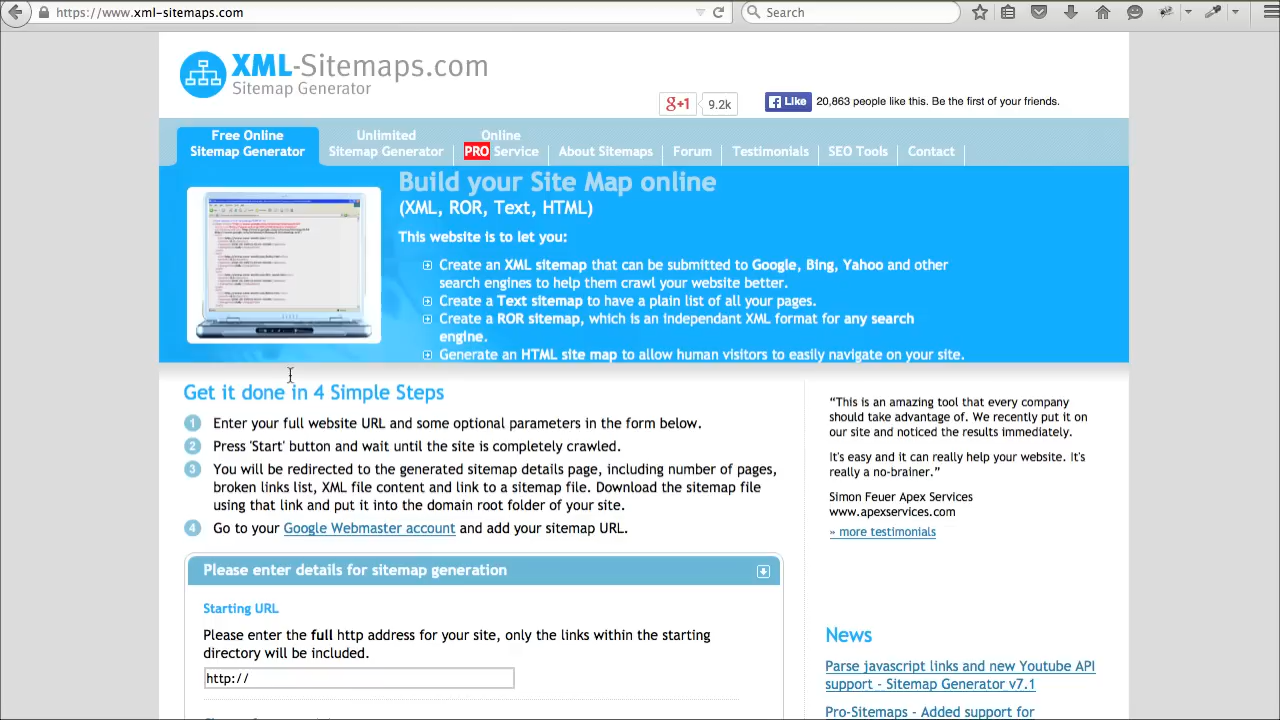 https://www.xml-sitemaps.com
Search
XML-Sitemaps.com
Sitemap Generator
g+1
9.2k
Like
20,863 people like this. Be the first of your friends.
Free Online
Sitemap Generator
Unlimited
Sitemap Generator
Online
PRO Service
About Sitemaps
Forum
Testimonials
SEO Tools
Contact
Build your Site Map online
(XML, ROR, Text, HTML)
This website is to let you:
Create an XML sitemap that can be submitted to Google, Bing, Yahoo and other
search engines to help them crawl your website better.
Create a Text sitemap to have a plain list of all your pages.
Create a ROR sitemap, which is an independant XML format for any search
engine.
Generate an HTML site map to allow human visitors to easily navigate on your site.
Get it done in 4 Simple Steps
1 Enter your full website URL and some optional parameters in the form below.
2 Press 'Start' button and wait until the site is completely crawled.
3 You will be redirected to the generated sitemap details page, including number of pages,
broken links list, XML file content and link to a sitemap file. Download the sitemap file
using that link and put it into the domain root folder of your site.
4 Go to your Google Webmaster account and add your sitemap URL.
Please enter details for sitemap generation
Starting URL
Please enter the full http address for your site, only the links within the starting
directory will be included.
http://
“This is an amazing tool that every company
should take advantage of. We recently put it on
our site and noticed the results immediately.
It's easy and it can really help your website. It's
really a no-brainer.”
Simon Feuer Apex Services
www.apexservices.com
» more testimonials
News
Parse javascript links and new Youtube API
support - Sitemap Generator v7.1
Pro-Sitemaps - Added support for